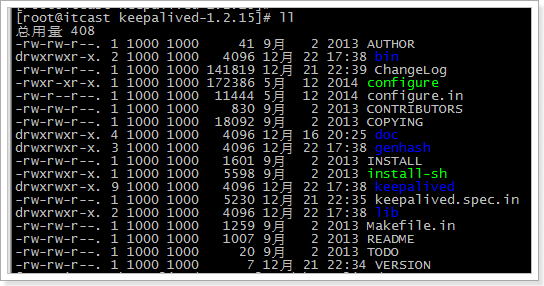 [root@itcast keepalived-1.2.15]# ll
总用量 408
-rw-rw-r--. 1 1000 1000 41 9月 2 2013 AUTHOR
drwxrwxr-x. 2 1000 1000 4096 12月 22 17:38 bin
-rw-rw-r--. 1 1000 1000 141819 12月 21 22:39 ChangeLog
-rwxr-xr-x. 1 1000 1000 172386 5月 12 2014 configure
-rw-r--r--. 1 1000 1000 11444 5月 12 2014 configure.in
-rw-rw-r--. 1 1000 1000 830 9月 2 2013 CONTRIBUTORS
-rw-rw-r--. 1 1000 1000 18092 9月 2 2013 COPYING
drwxrwxr-x. 4 1000 1000 4096 12月 16 20:25 doc
drwxrwxr-x. 3 1000 1000 4096 12月 22 17:38 genhash
-rw-rw-r--. 1 1000 1000 1601 9月 2 2013 INSTALL
-rwxrwxr-x. 1 1000 1000 5598 9月 2 2013 install-sh
drwxrwxr-x. 9 1000 1000 4096 12月 22 17:38 keepalived
-rw-rw-r--. 1 1000 1000 5230 12月 21 22:35 keepalived.spec.in
drwxrwxr-x. 2 1000 1000 4096 12月 22 17:38 lib
-rw-rw-r--. 1 1000 1000 1259 9月 2 2013 Makefile.in
-rw-rw-r--. 1 1000 1000 1007 9月 2 2013 README
-rw-rw-r--. 1 1000 1000 20 9月 2 2013 TODO
-rw-rw-r--. 1 1000 1000 7 12月 21 22:34 VERSION